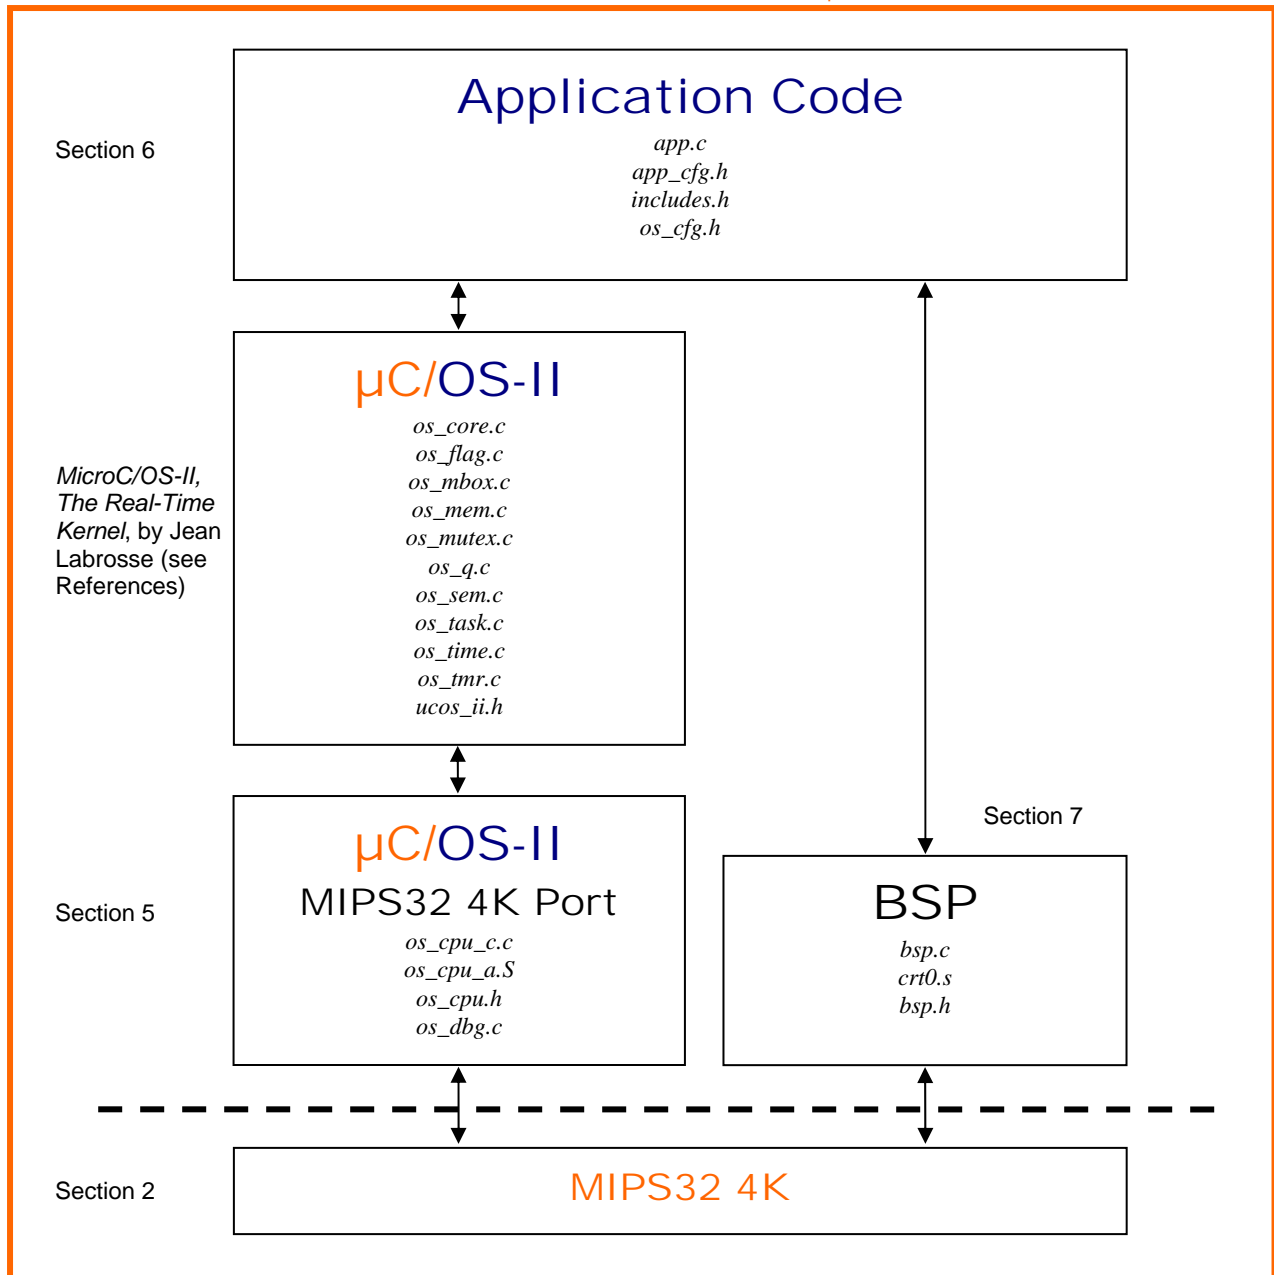 Application Code
Section 6
app.c
app_cfg.h
includes.h
os_cfg.h
µC/OS-II
os_core.c
os_flag.c
os_mbox.c
os_mem.c
os_mutex.c
os_q.c
os_sem.c
os_task.c
os_time.c
os_tmr.c
ucos_ii.h
MicroC/OS-II,
The Real-Time
Kernel, by Jean
Labrosse (see
References)
µC/OS-II
MIPS32 4K Port
Section 5
os_cpu_c.c
os_cpu_a.S
os_cpu.h
os_dbg.c
Section 7
BSP
bsp.c
crt0.s
bsp.h
Section 2
MIPS32 4K